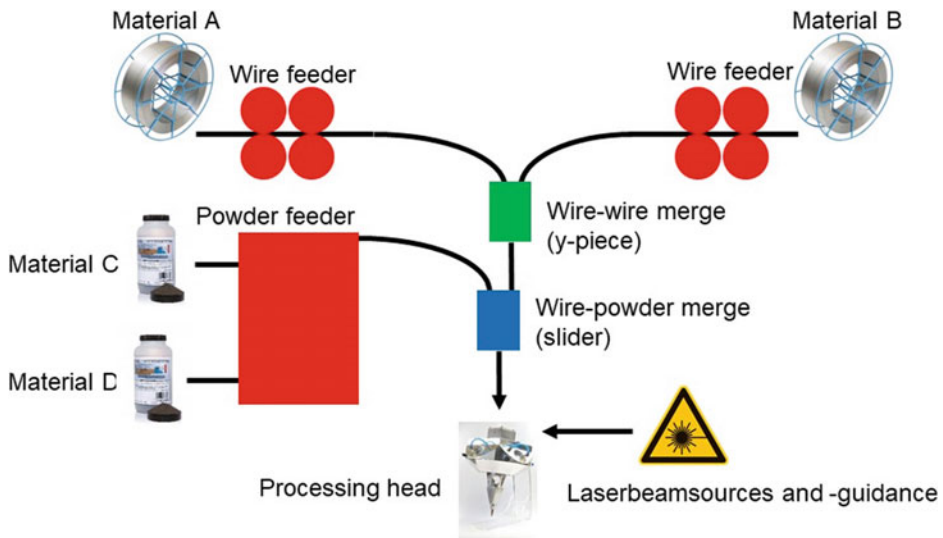 Material A
Material B
Wire feeder
Wire feeder
Wire-wire merge
(y-piece)
Powder feeder
Material C
Wire-powder merge
(slider)
Material D
Processing head
Laserbeamsources and -guidance